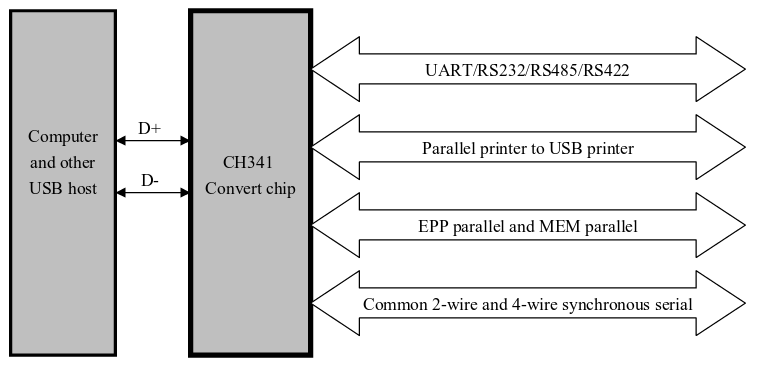 Computer
and other
USB host
D+
D-
CH341
Convert chip
UART/RS232/RS485/RS422
Parallel printer to USB printer
EPP parallel and MEM parallel
Common 2-wire and 4-wire synchronous serial